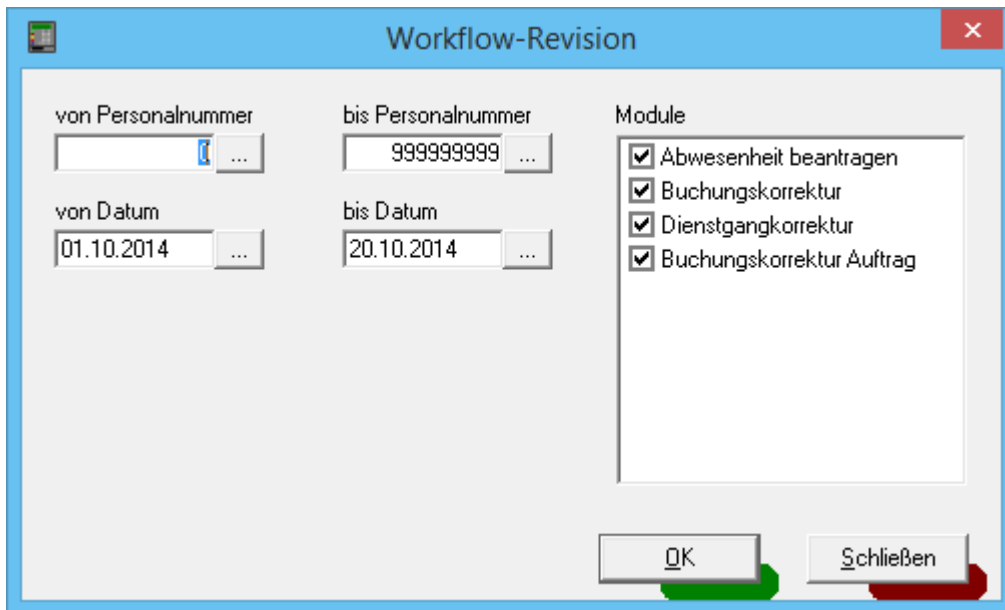 Workflow-Revision
von Personalnummer
bis Personalnummer
Module
0
...
999999999
...
Abwesenheit beantragen
Buchungskorrektur
Dienstgangkorrektur
Buchungskorrektur Auftrag
von Datum
bis Datum
01.10.2014
...
20.10.2014
...
OK
Schließen